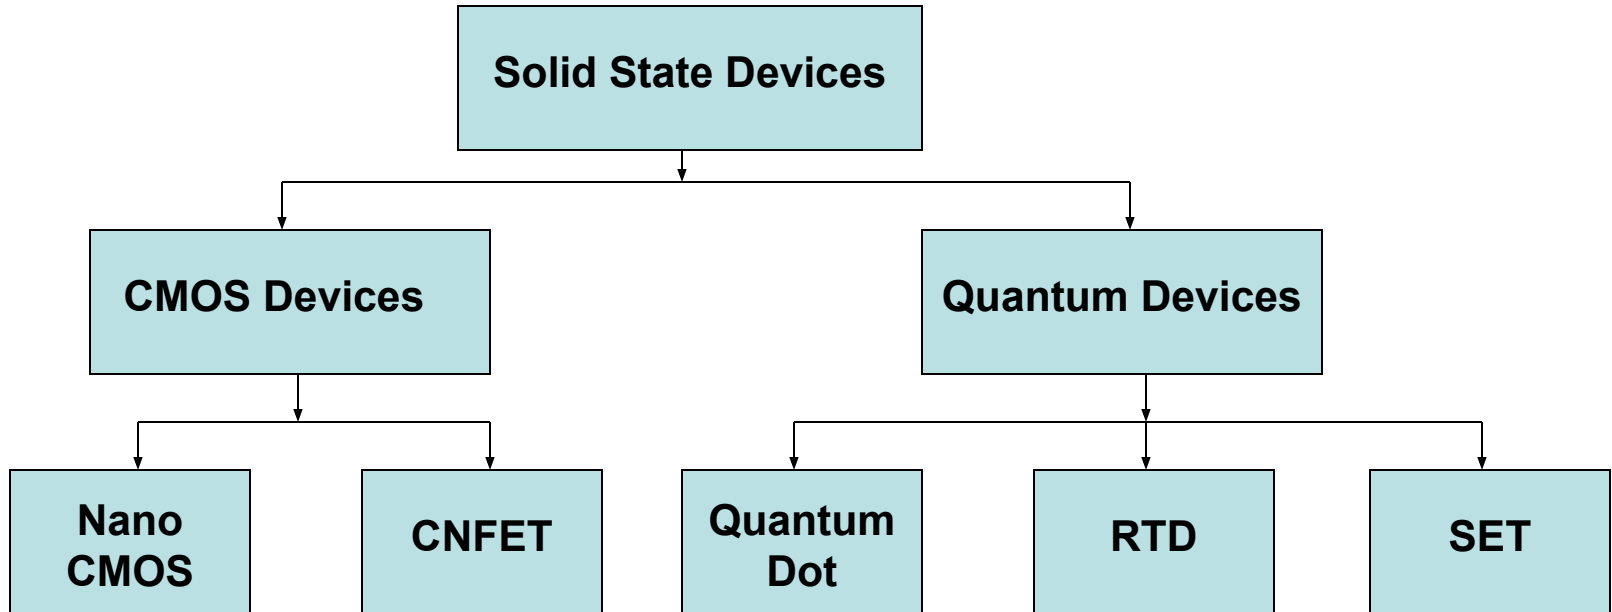 Solid State Devices
CMOS Devices
Quantum Devices
Nano
CMOS
CNFET
Quantum
Dot
RTD
SET